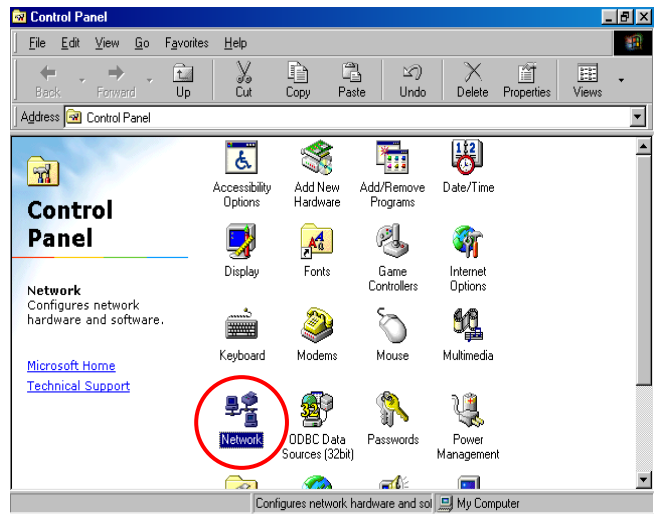 Control Panel
File Edit View Go Favorites Help
Back Forward Up Cut Copy Paste Undo Delete Properties Views
Address Control Panel
Control
Panel
Network
Configures network
hardware and software.
Microsoft Home
Technical Support
Accessibility
Options
Add New
Hardware
Add/Remove
Programs
Date/Time
Display
Fonts
Game
Controllers
Internet
Options
Keyboard
Modems
Mouse
Multimedia
Network
ODBC Data
Sources (32bit)
Passwords
Power
Management
Configures network hardware and sol
My Computer